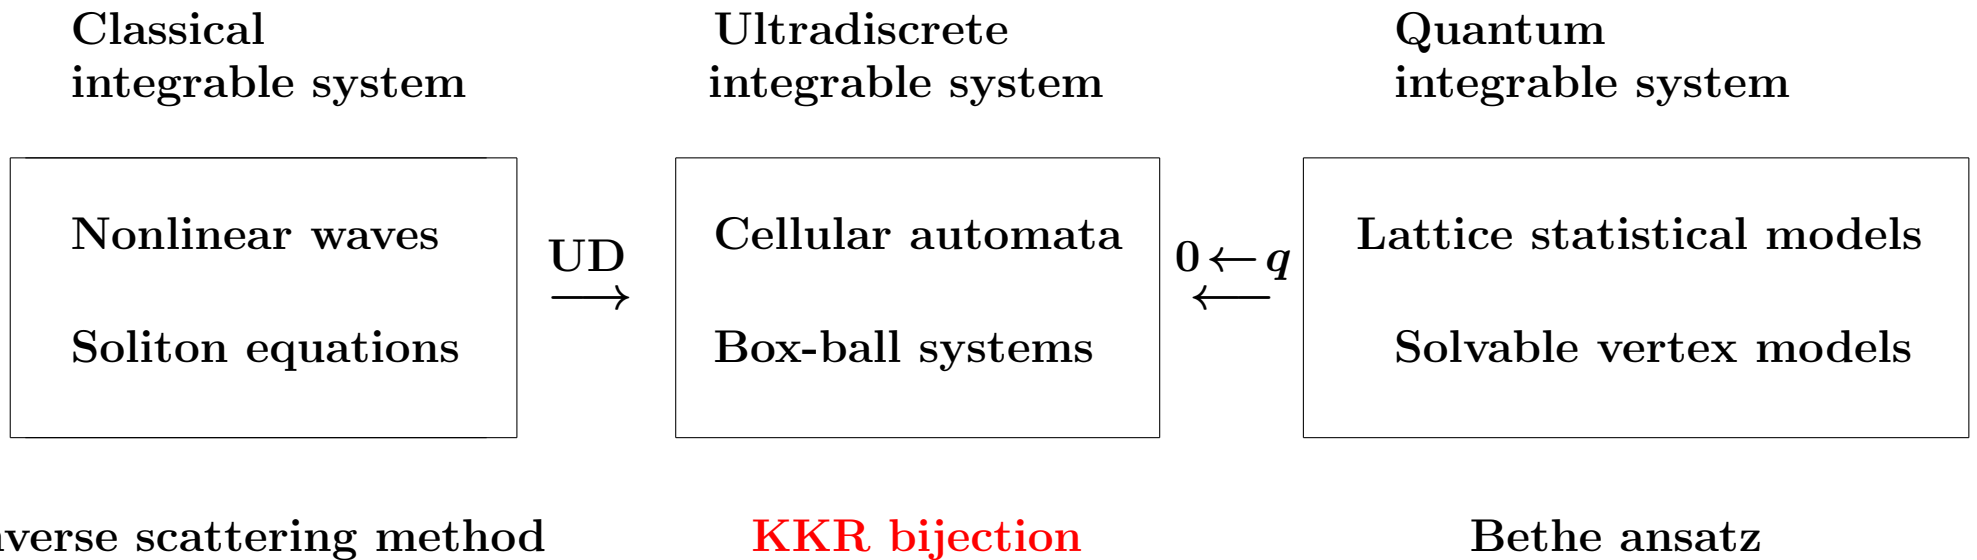 Classical
integrable system
Ultradiscrete
integrable system
Quantum
integrable system
Nonlinear waves
Soliton equations
UD
Cellular automata
Box-ball systems
0 ← q
Lattice statistical models
Solvable vertex models
nverse scattering method
KKR bijection
Bethe ansatz